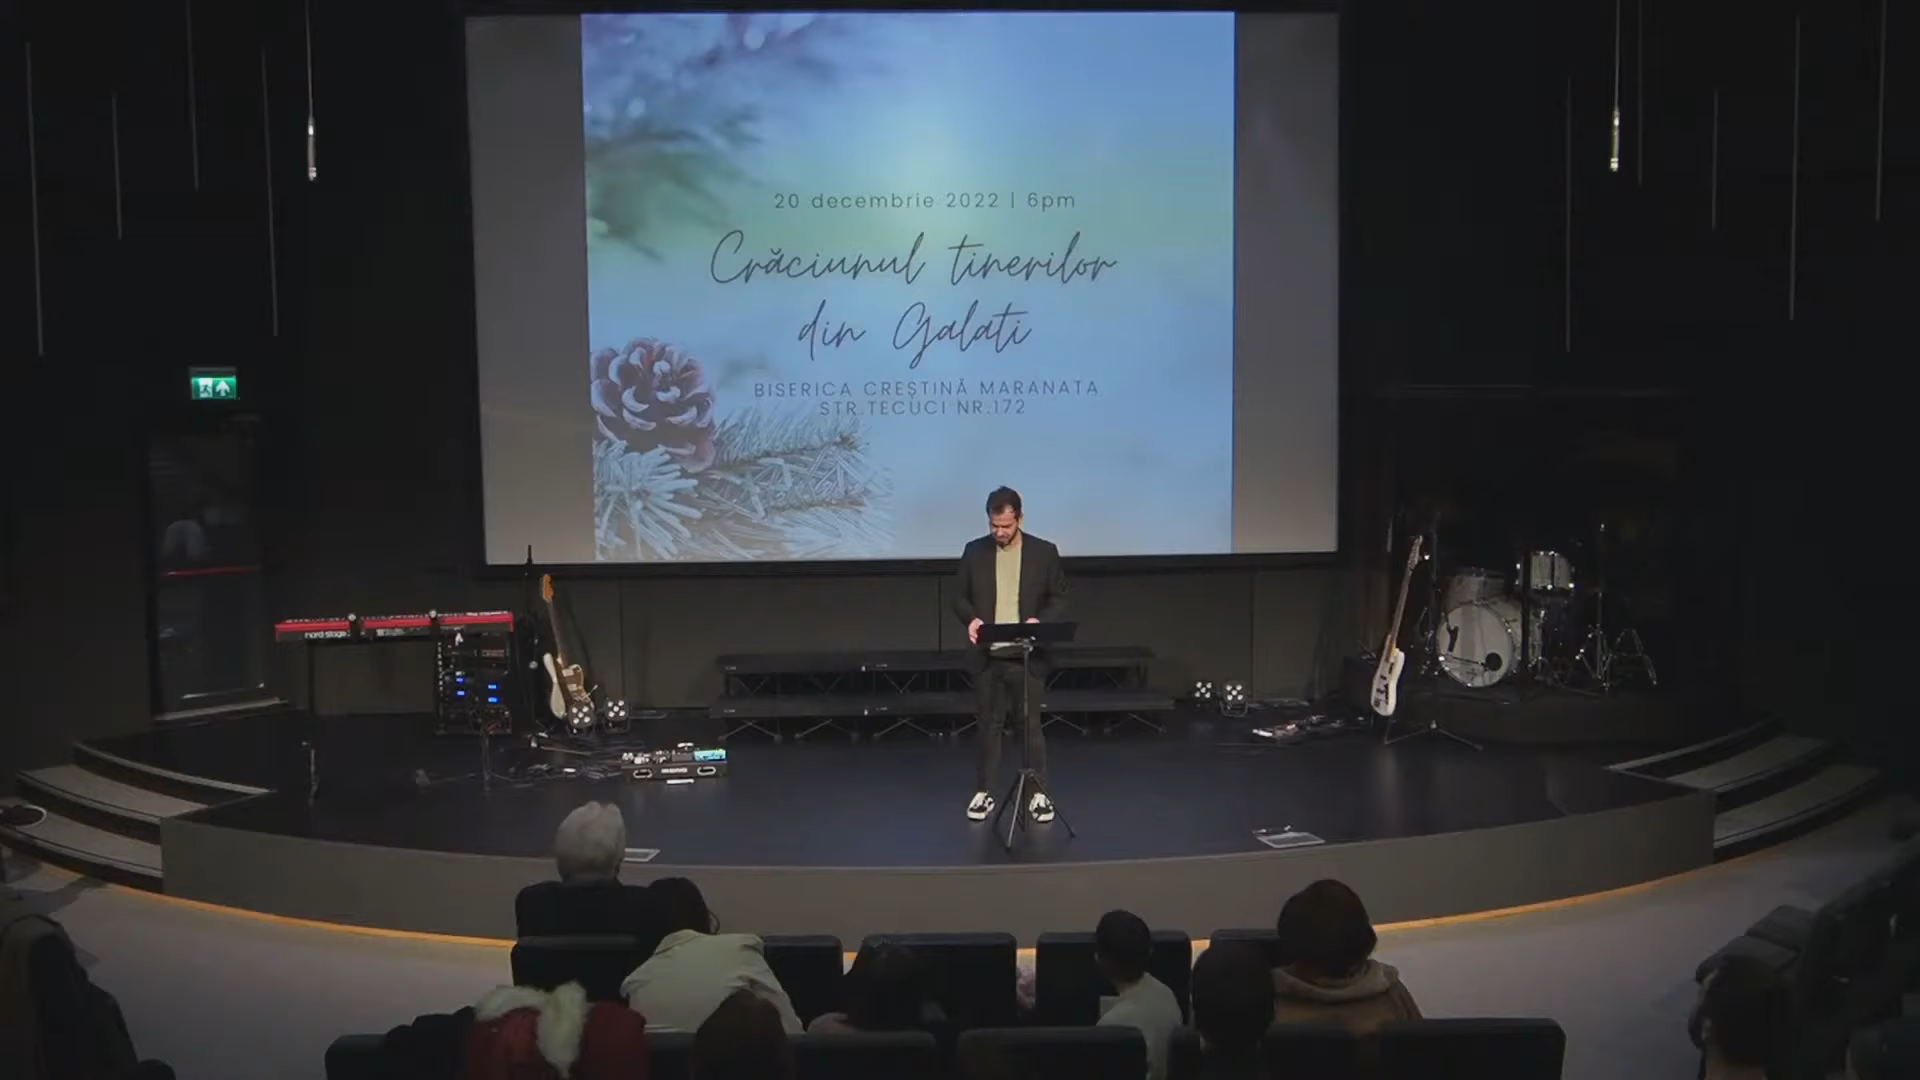 20 decembrie 2022 | 6pm
Crăciunul tinerilor
din Galati
BISERICA CREȘTINĂ MARANATA
STR.TECUCI NR.172
nord stage